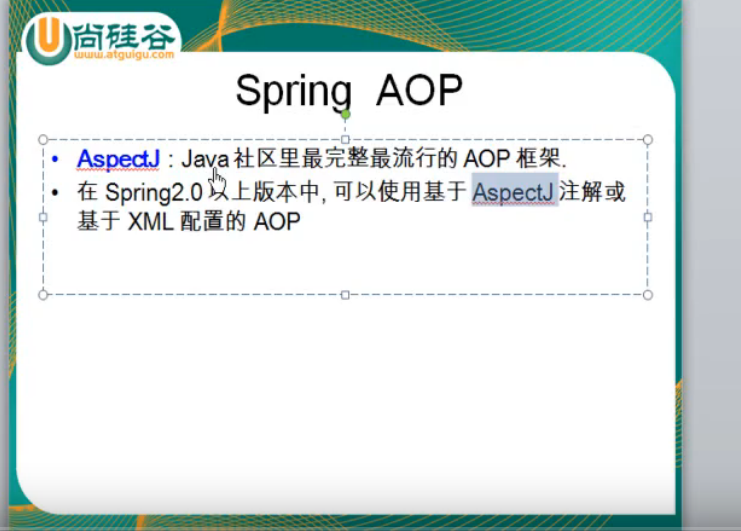 尚硅谷
www.atguigu.com
Spring AOP
• AspectJ：Java 社区里最完整最流行的 AOP 框架.
• 在 Spring2.0 以上版本中, 可以使用基于 AspectJ 注解或
基于 XML 配置的 AOP